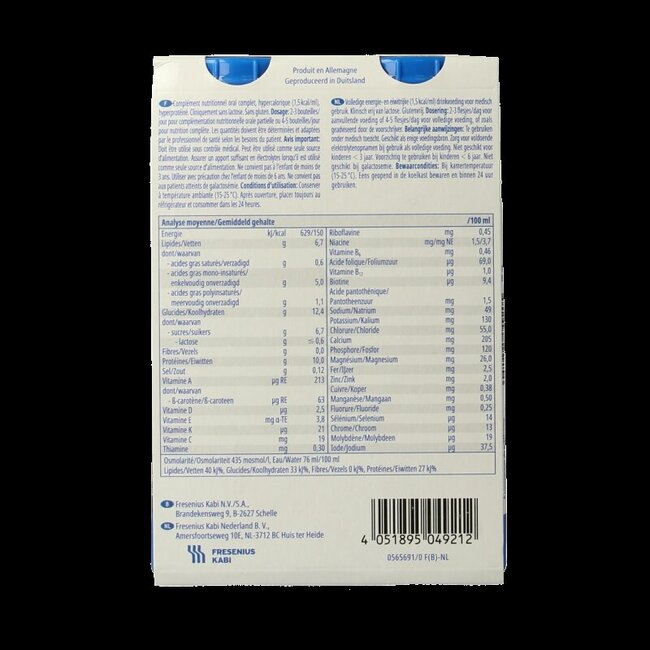 Produit en Allemagne
Geproduceerd in Duitsland
F Complément nutritionnel oral complet, hypercalorique (1,5 kcal/ml),
hyperprotéiné. Cliniquement sans lactose. Sans gluten. Dosage: 2-3 bouteilles/
jour pour complémentation nutritionnelle orale partielle ou 4-5 bouteilles/jour
pour nutrition complète. Les quantités doivent être déterminées et adaptées
par le professionnel de santé selon les besoins du patient. Avis important:
Doit être utilisé sous contrôle médical. Peut être utilisé comme seule source
d'alimentation. Assurer un apport suffisant en électrolytes lorsqu'il est utilisé
comme seule source d'alimentation. Ne convient pas à l'enfant de moins de
3 ans. Utiliser avec précaution chez l'enfant de moins de 6 ans. Ne convient pas
aux patients atteints de galactosémie. Conditions d'utilisation: Conserver
à température ambiante (15-25 °C). Après ouverture, placer toujours au
réfrigérateur et consommer dans les 24 heures.
NL Volledige energie- en eiwitrijke (1,5 kcal/ml) drinkvoeding voor medisch
gebruik. Klinisch vrij van lactose. Glutenvrij. Dosering: 2-3 flesjes/dag voor
aanvullende voeding of 4-5 flesjes/dag voor volledige voeding, of zoals
geadviseerd door de voorschrijver. Belangrijke aanwijzingen: Te gebruiken
onder medisch toezicht. Geschikt als enige voedingsbron. Zorg voor voldoende
elektrolytenopnamen bij gebruik als volledige voeding. Niet geschikt voor
kinderen < 3 jaar. Voorzichtig te gebruiken bij kinderen < 6 jaar. Niet
geschikt bij galactosemie. Bewaarcondities: Bij kamertemperatuur
(15-25 °C). Eens geopend in de koelkast bewaren en binnen 24 uur
gebruiken.
Analyse moyenne/Gemiddeld gehalte /100 ml
Energie kJ/kcal 629/150
Lipides/Vetten g 6,7
dont/waarvan
- acides gras saturés/verzadigd g 0,6
- acides gras mono-insaturés/
enkelvoudig onverzadigd g 5,0
- acides gras polyinsaturés/
meervoudig onverzadigd g 1,1
Glucides/Koolhydraten g 12,4
dont/waarvan
- sucres/suikers g 6,7
- lactose g ≤ 0,6
Fibres/Vezels g 0,0
Protéines/Eiwitten g 10,0
Sel/Zout g 0,12
Vitamine A µg RE 213
dont/waarvan
- ß-carotène/ß-caroteen µg RE 63
Vitamine D µg 2,5
Vitamine E mg α-TE 3,8
Vitamine K µg 21
Vitamine C mg 19
Thiamine mg 0,30
Riboflavine mg 0,45
Niacine mg/mg NE 1,5/3,7
Vitamine B6 mg 0,46
Acide folique/Foliumzuur µg 69,0
Vitamine B12 µg 1,0
Biotine µg 9,4
Acide pantothénique/
Pantotheenzuur mg 1,5
Sodium/Natrium mg 49
Potassium/Kalium mg 130
Chlorure/Chloride mg 55,0
Calcium mg 205
Phosphore/Fosfor mg 120
Magnésium/Magnesium mg 26,0
Fer/IJzer mg 2,5
Zinc/Zink mg 2,0
Cuivre/Koper mg 0,38
Manganèse/Mangaan mg 0,50
Fluorure/Fluoride mg 0,25
Sélénium/Selenium µg 14
Chrome/Chroom µg 13
Molybdène/Molybdeen µg 19
Iode/Jodium µg 37,5
Osmolarité/Osmolariteit 435 mosmol/l, Eau/Water 76 ml/100 ml
Lipides/Vetten 40 kJ%, Glucides/Koolhydraten 33 kJ%, Fibres/Vezels 0 kJ%, Protéines/Eiwitten 27 kJ%
B Fresenius Kabi N.V./S.A.,
Brandekensweg 9, B-2627 Schelle
NL Fresenius Kabi Nederland B.V.,
Amersfoortseweg 10E, NL-3712 BC Huis ter Heide
FRESENIUS
KABI
4 051895 049212
0565691/0 F(B)-NL